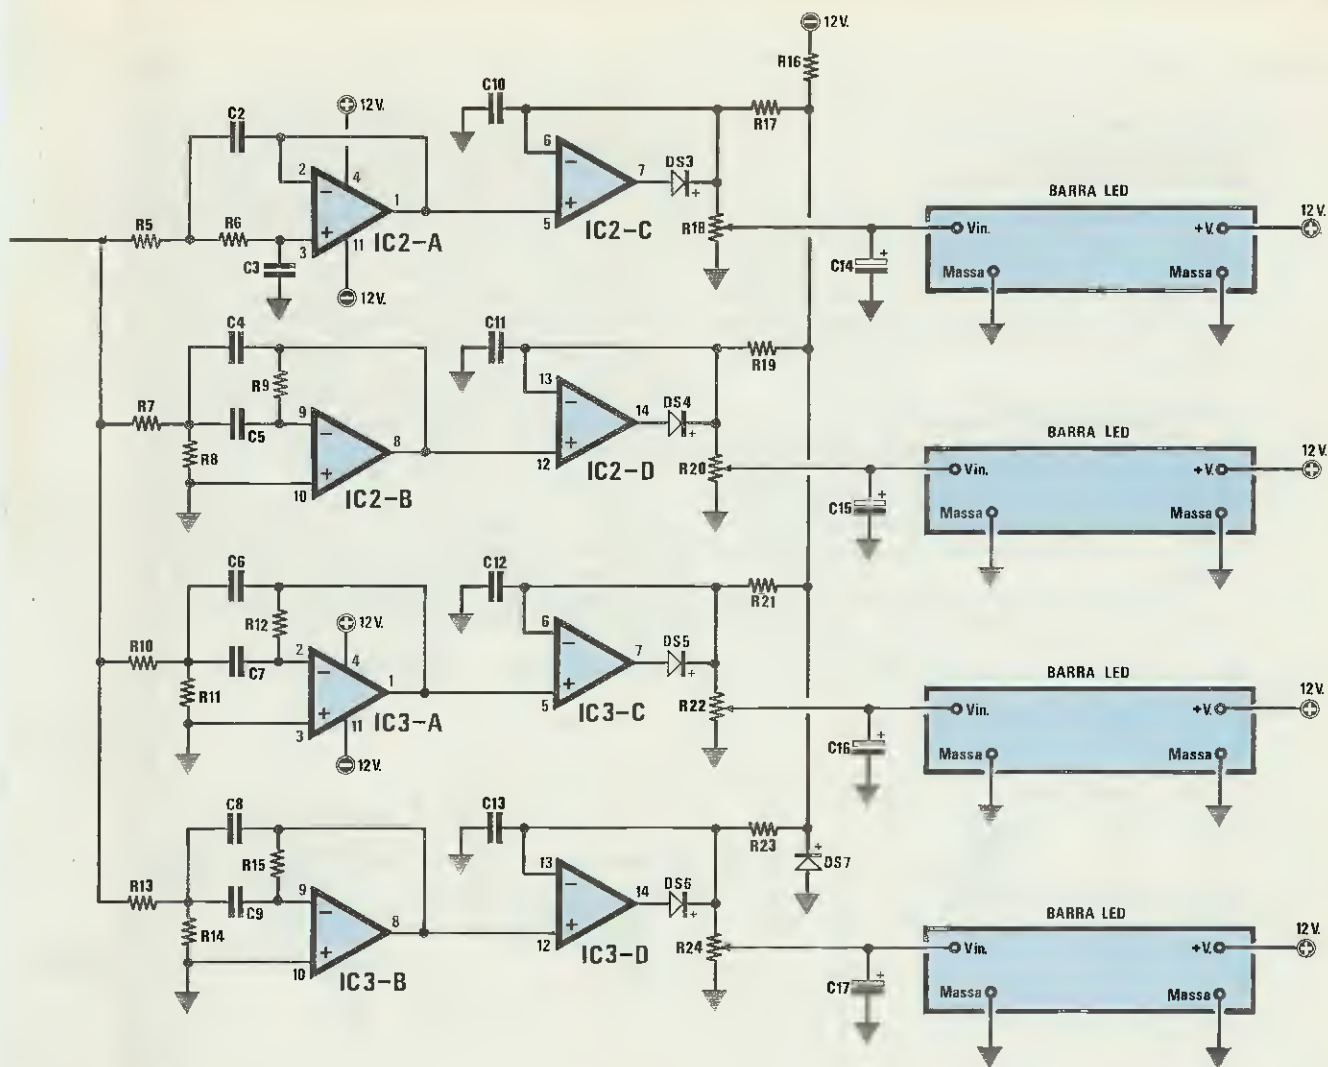 12V.
R16
C10
C2
12V.
R17
6
DS3
2
4
7
BARRA LED
+
1
5
12V.
R5
R6
IC2-A
IC2-C
R18
Vin.
+V.
3
11
+
C3
C14
Massa
Massa
12V.
C4
C11
R19
R9
13
14
DS4
R7
9
BARRA LED
C5
8
+
12V.
R8
12
IC2-D
R20
Vin.
+V.
10
IC2-B
+
C15
Massa
Massa
C6
C12
R21
R12
12V.
6
DS5
R10
2
4
7
C7
+
BARRA LED
R11
1
5
12V.
3
11
IC3-A
IC3-C
R22
Vin.
+V.
+
C16
Massa
Massa
12V.
C8
C13
R23
+
R15
13
DS7
R13
9
14
DS6
C9
8
+
BARRA LED
R14
12
12V.
10
IC3-B
IC3-D
R24
Vin.
+V.
+
C17
Massa
Massa